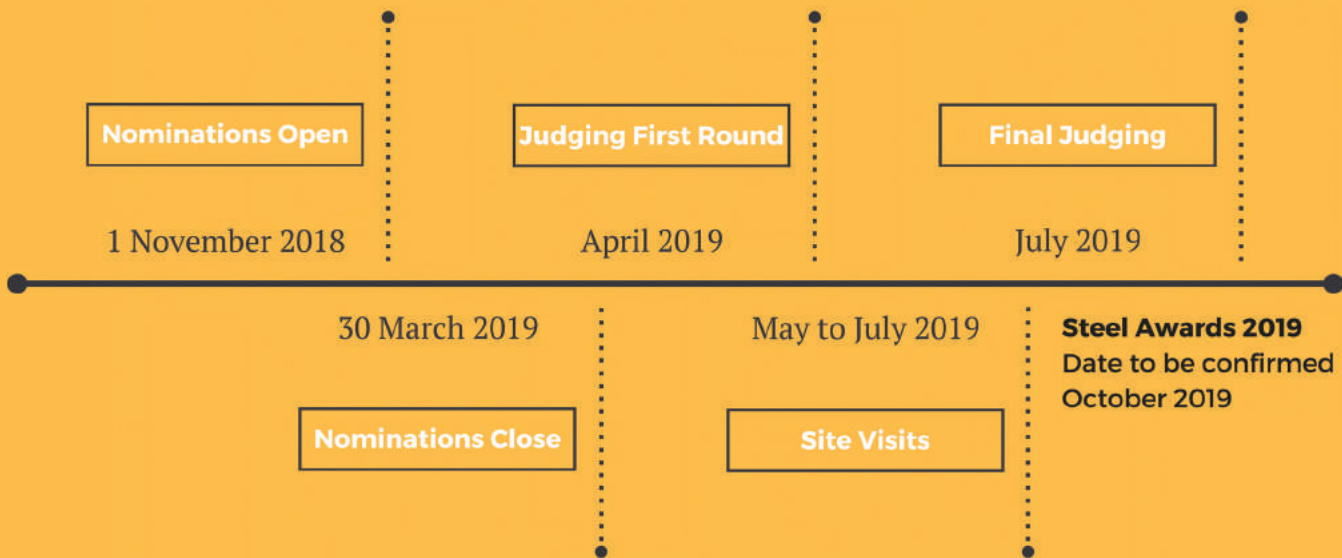 Nominations Open
Judging First Round
Final Judging
1 November 2018
April 2019
July 2019
30 March 2019
May to July 2019
Steel Awards 2019
Date to be confirmed
October 2019
Nominations Close
Site Visits